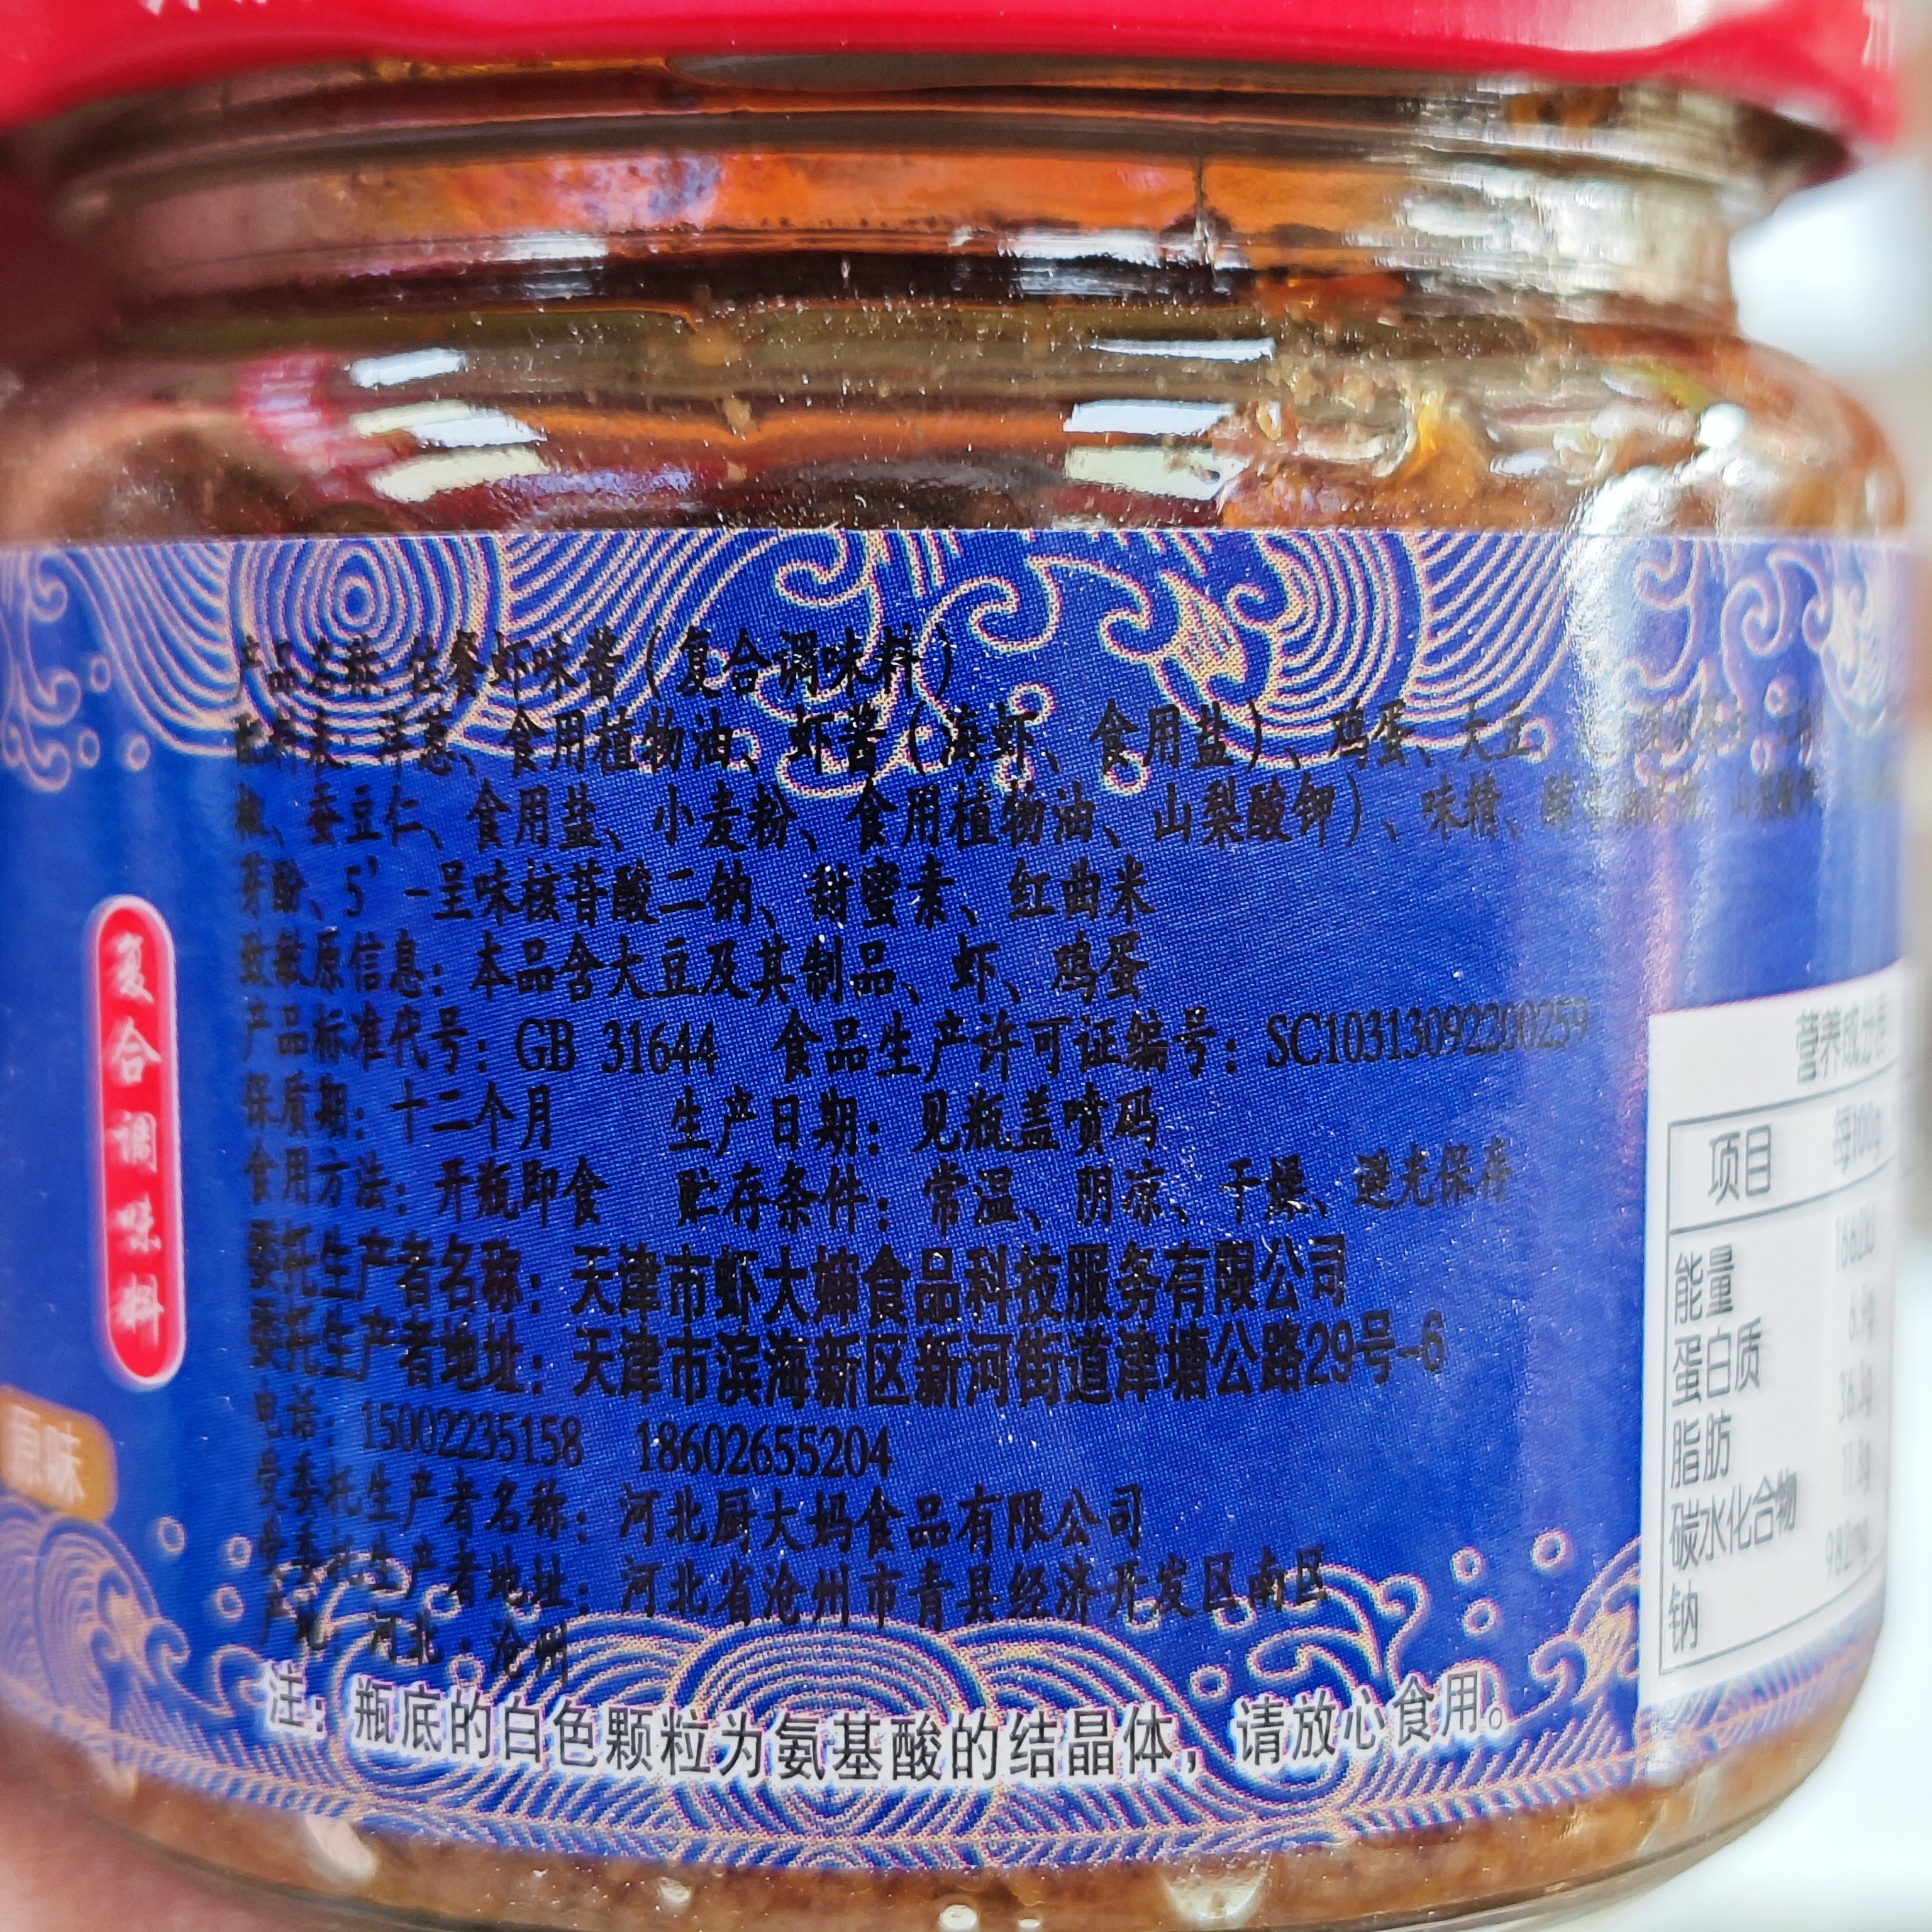 产品名称:佐餐虾味酱(复合调味料)
配料表:洋葱、食用植物油、虾酱(海虾、食用盐)、鸡蛋、大豆
椒、蚕豆仁、食用盐、小麦粉、食用植物油、山梨酸钾)、味精、
芽酚、5'-呈味核苷酸二钠、甜蜜素、红曲米
致敏原信息:本品含大豆及其制品、虾、鸡蛋
产品标准代号:GB 31644 食品生产许可证编号:SC10313092200259
保质期:十二个月 生产日期:见瓶盖喷码
食用方法:开瓶即食 贮存条件:常温、阴凉、干燥、避光保存
委托生产者名称:天津市虾大婶食品科技服务有限公司
委托生产者地址:天津市滨海新区新河街道津塘公路29号-6
电话:15002235158 18602655204
受委托生产者名称:河北厨大妈食品有限公司
受委托生产者地址:河北省沧州市青县经济开发区南区
产地:河北·沧州
注:瓶底的白色颗粒为氨基酸的结晶体,请放心食用。
复合调味料
原味
营养成分表
项目 每100g
能量
蛋白质
脂肪
碳水化合物
钠